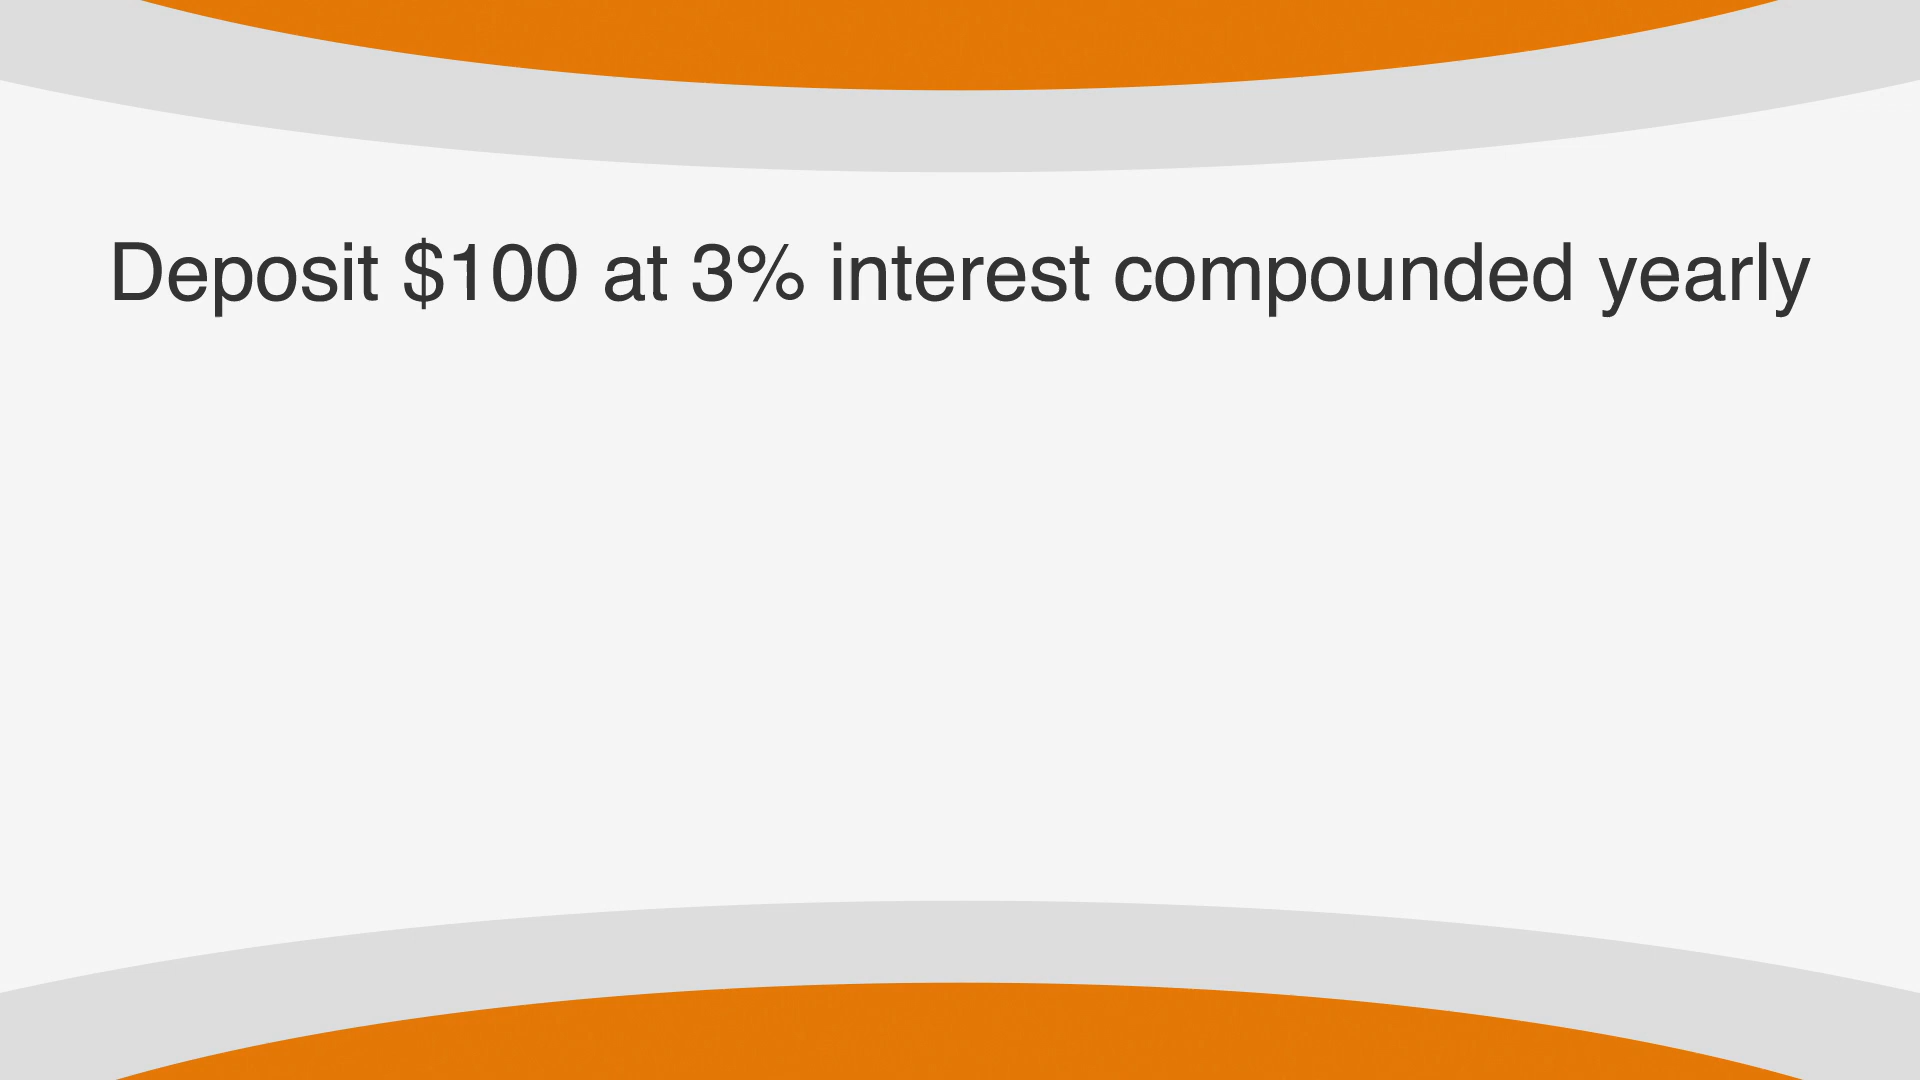 Deposit $100 at 3% interest compounded yearly